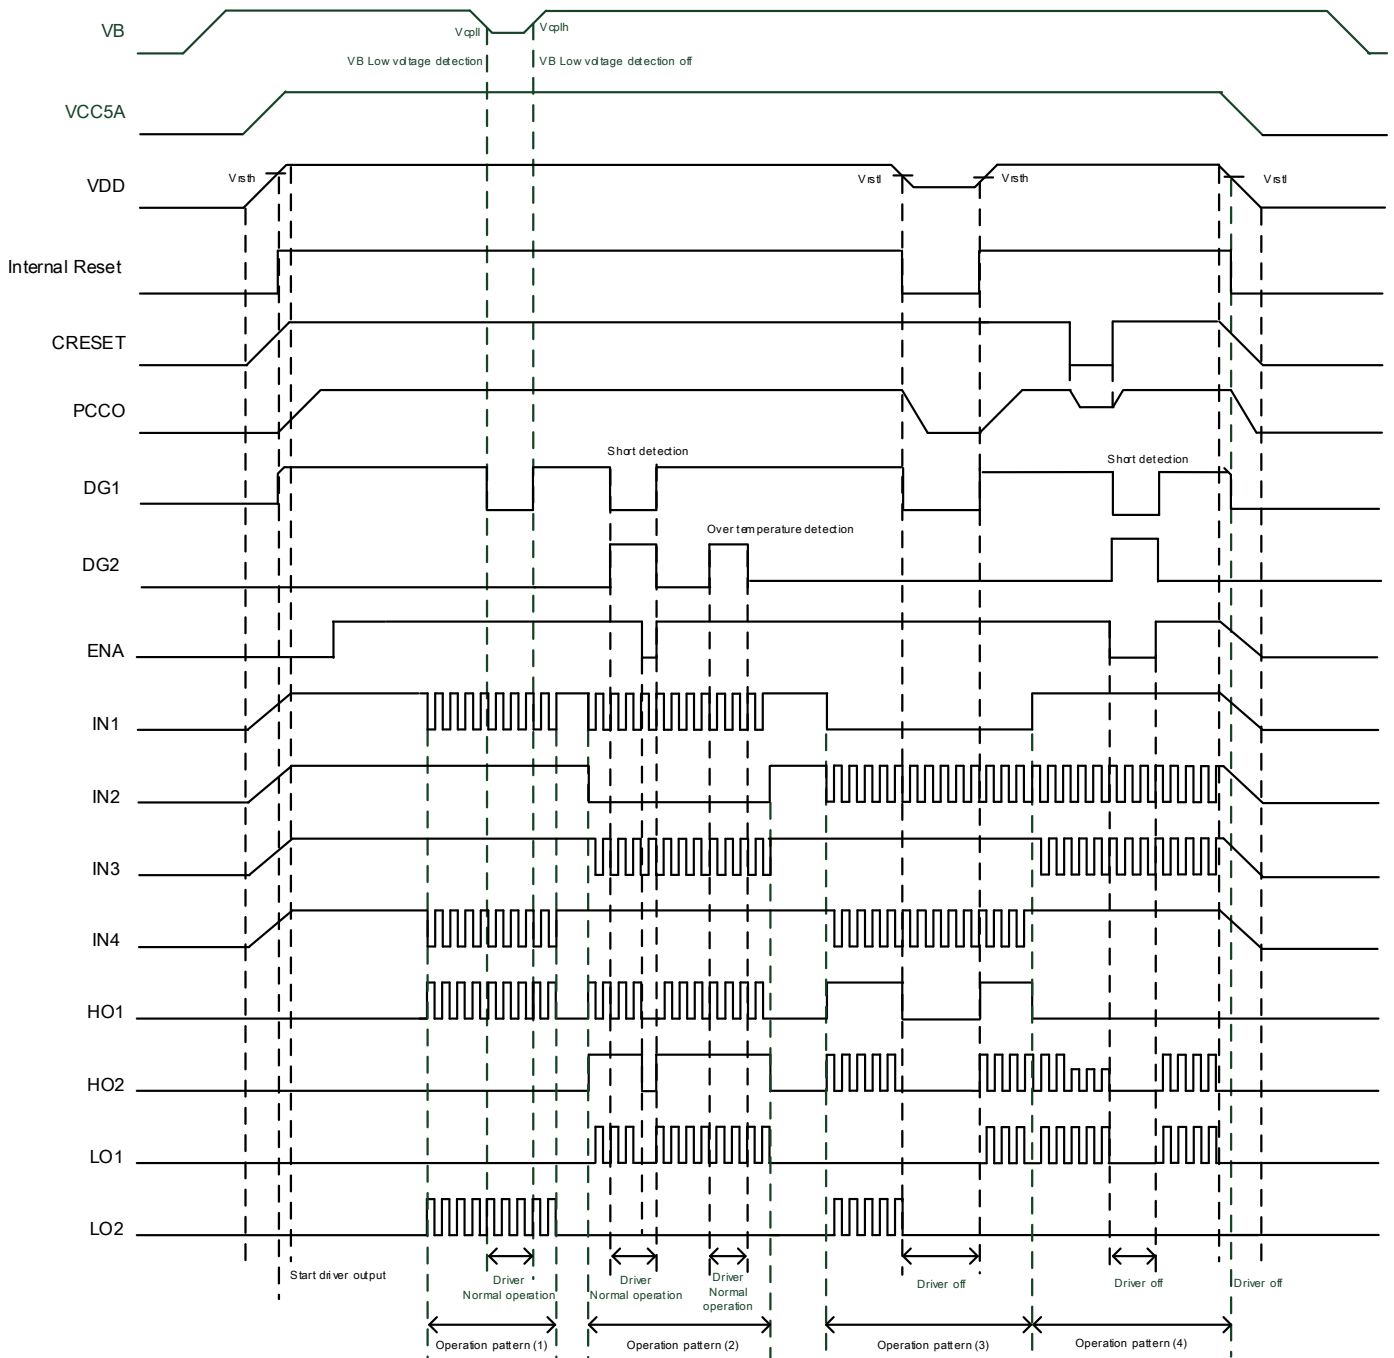 VB
Vcpll
Vcplh
VB Low voltage detection
VB Low voltage detection off
VCC5A
VDD
Vrsth
Vrstl
Vrsth
Vrstl
Internal Reset
CRESET
PCCO
Short detection
Short detection
DG1
Over temperature detection
DG2
ENA
IN1
IN2
IN3
IN4
HO1
HO2
LO1
LO2
Start driver output
Driver
Normal operation
Driver
Normal operation
Driver
Normal
operation
Driver off
Driver off
Driver off
Operation pattern (1)
Operation pattern (2)
Operation pattern (3)
Operation pattern (4)